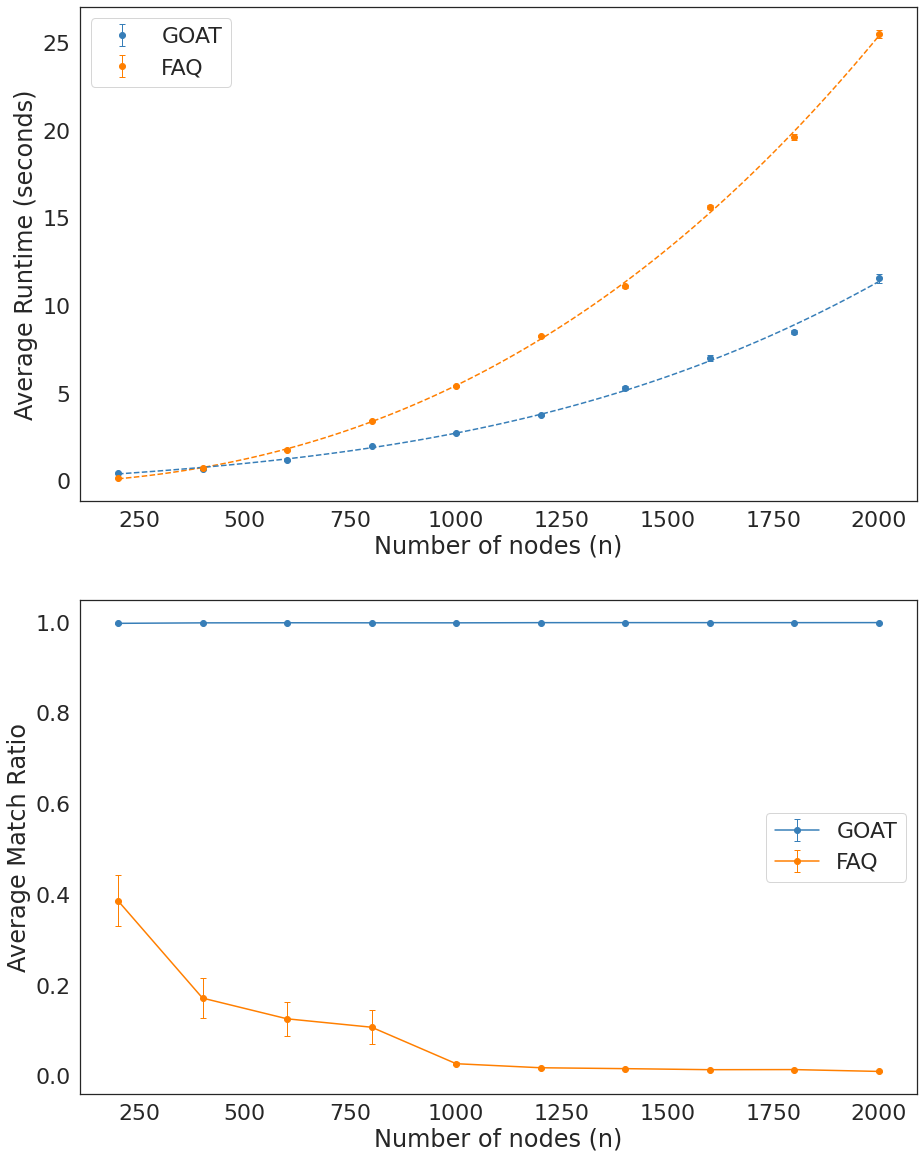 GOAT
FAQ
Average Runtime (seconds)
25
20
15
10
5
0
250 500 750 1000 1250 1500 1750 2000
Number of nodes (n)
Average Match Ratio
1.0
0.8
0.6
0.4
0.2
0.0
GOAT
FAQ
250 500 750 1000 1250 1500 1750 2000
Number of nodes (n)